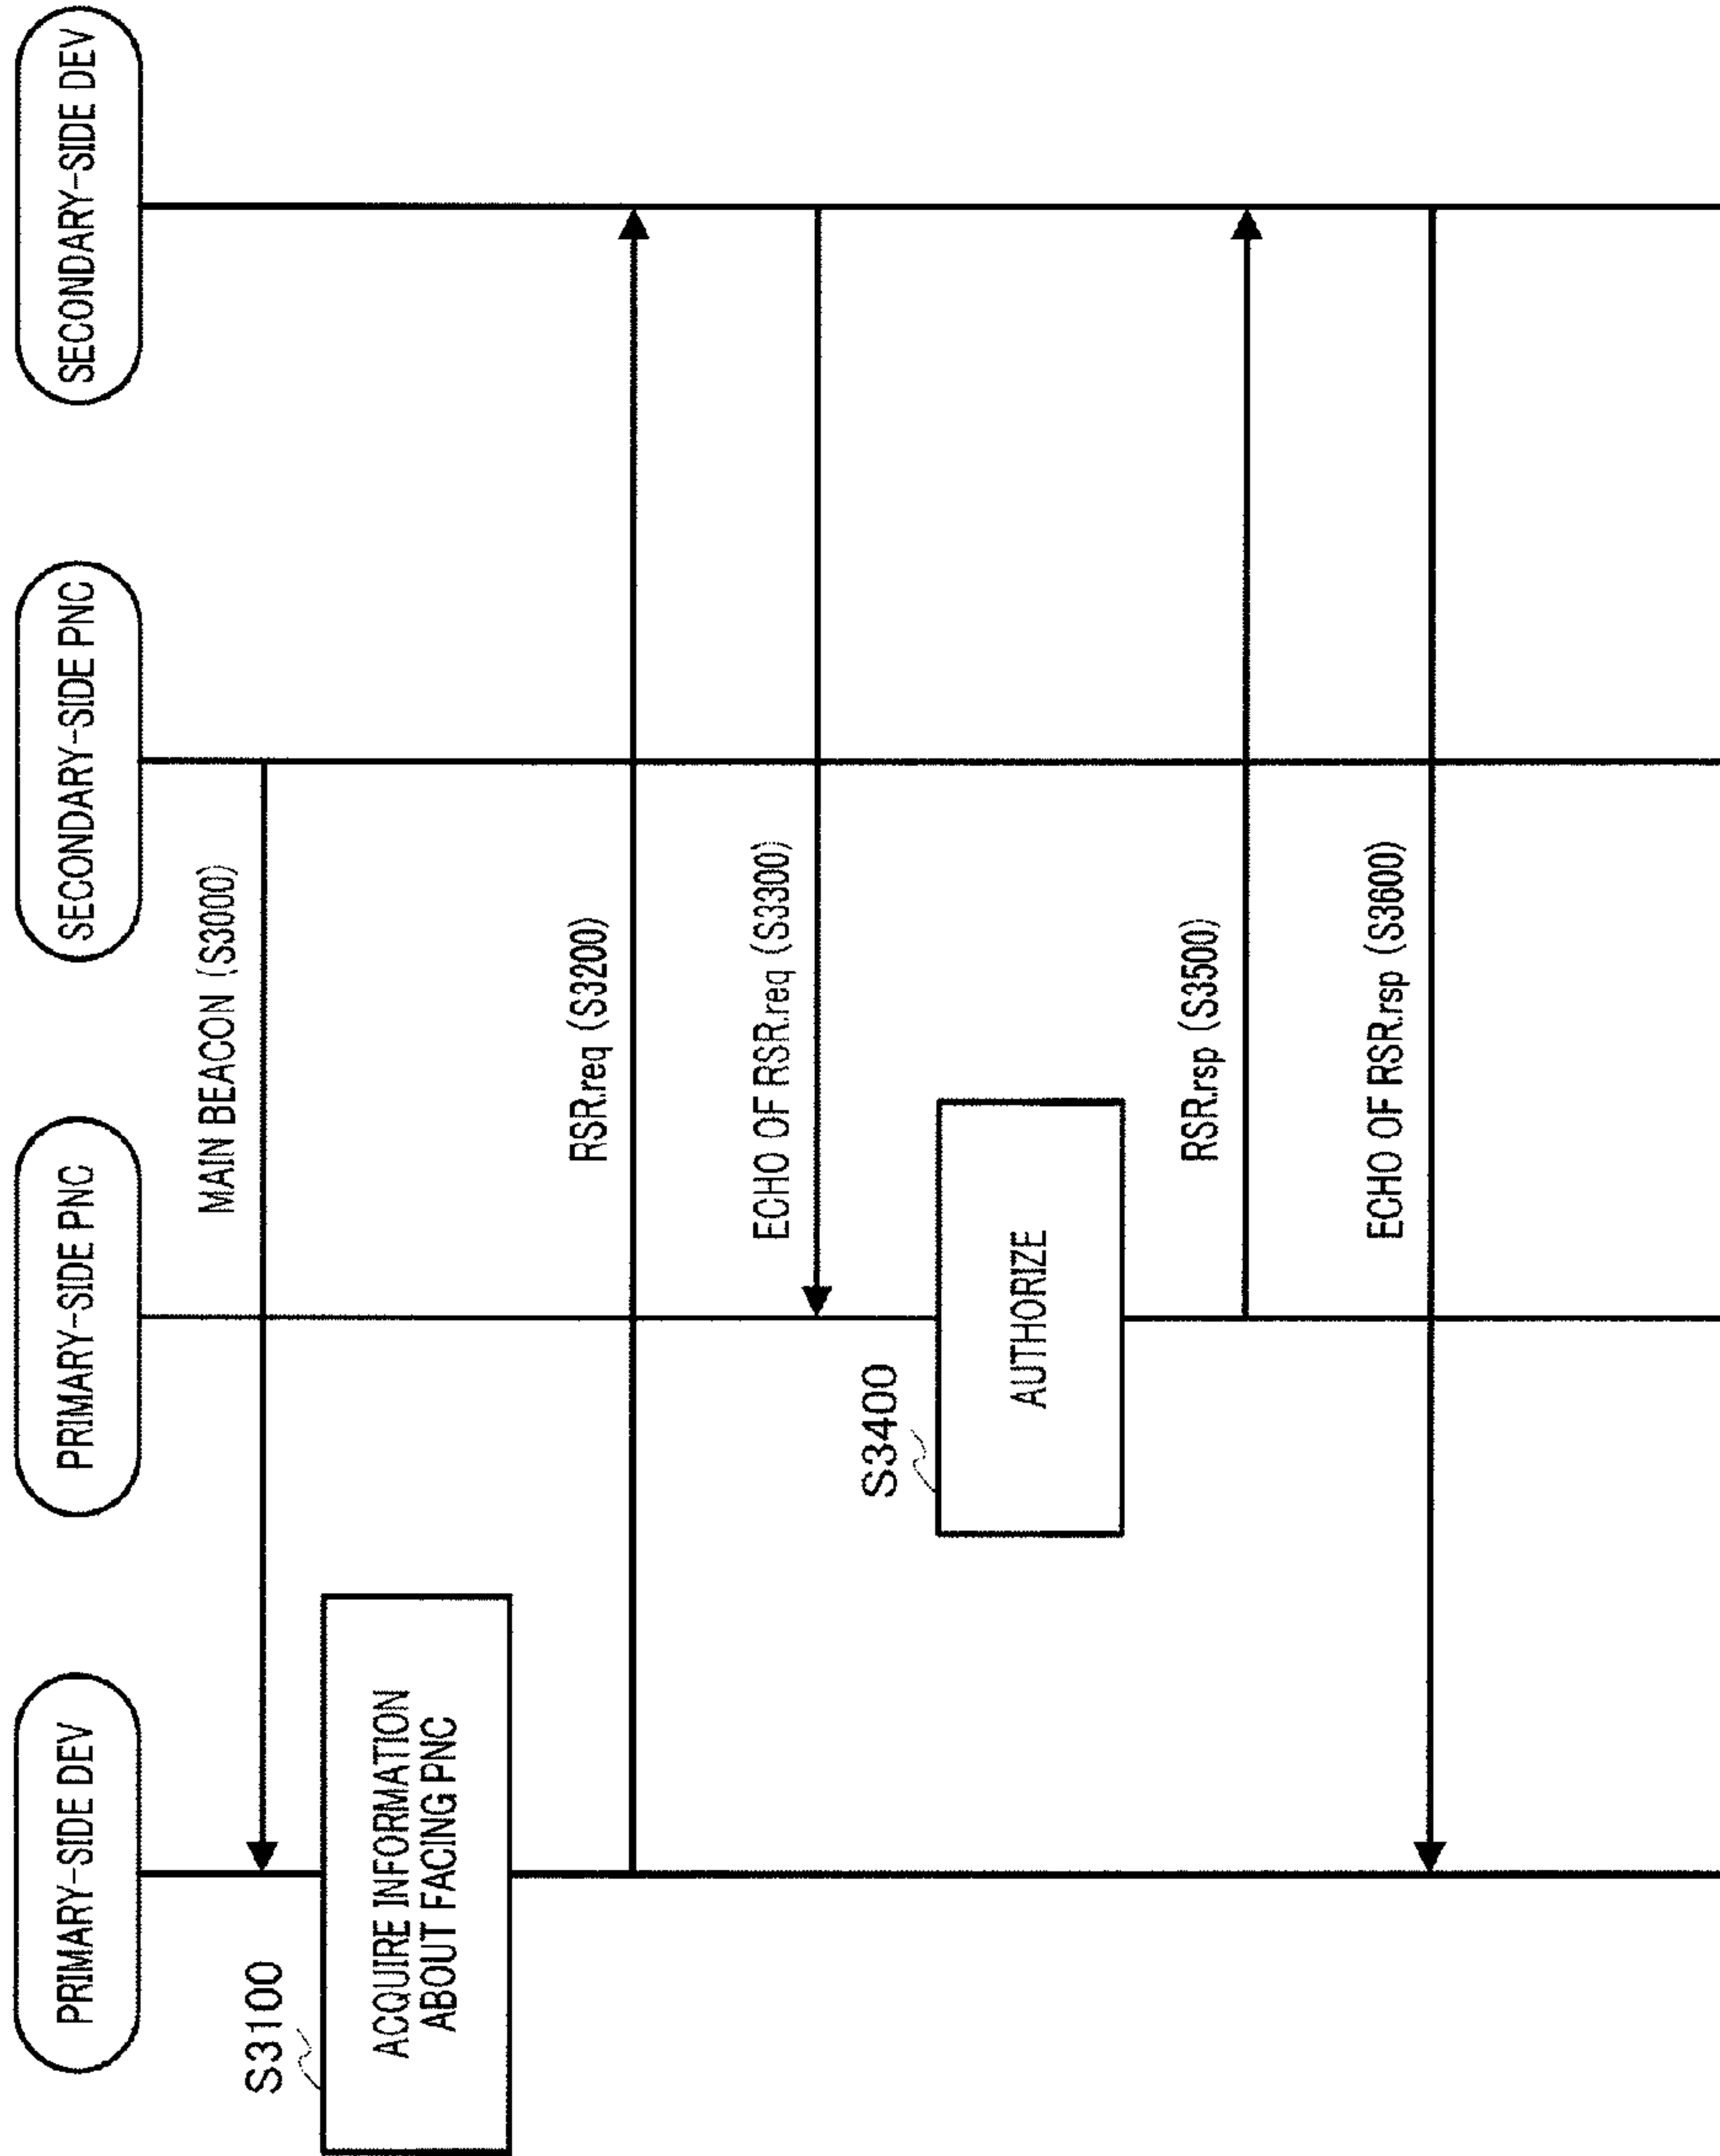 PRIMARY-SIDE DEV
PRIMARY-SIDE PNC
SECONDARY-SIDE PNC
SECONDARY-SIDE DEV
MAIN BEACON (S3000)
S3100
ACQUIRE INFORMATION
ABOUT FACING PNC
RSR.req (S3200)
ECHO OF RSR.req (S3300)
S3400
AUTHORIZE
RSR.rsp (S3500)
ECHO OF RSR.rsp (S3600)